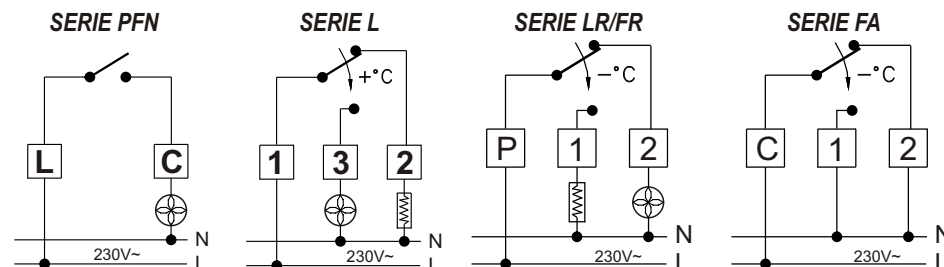 SERIE PFN
L
C
N
230V~
L
SERIE L
+°C
1
3
2
N
230V~
L
SERIE LR/FR
−°C
P
1
2
N
230V~
L
SERIE FA
−°C
C
1
2
N
230V~
L